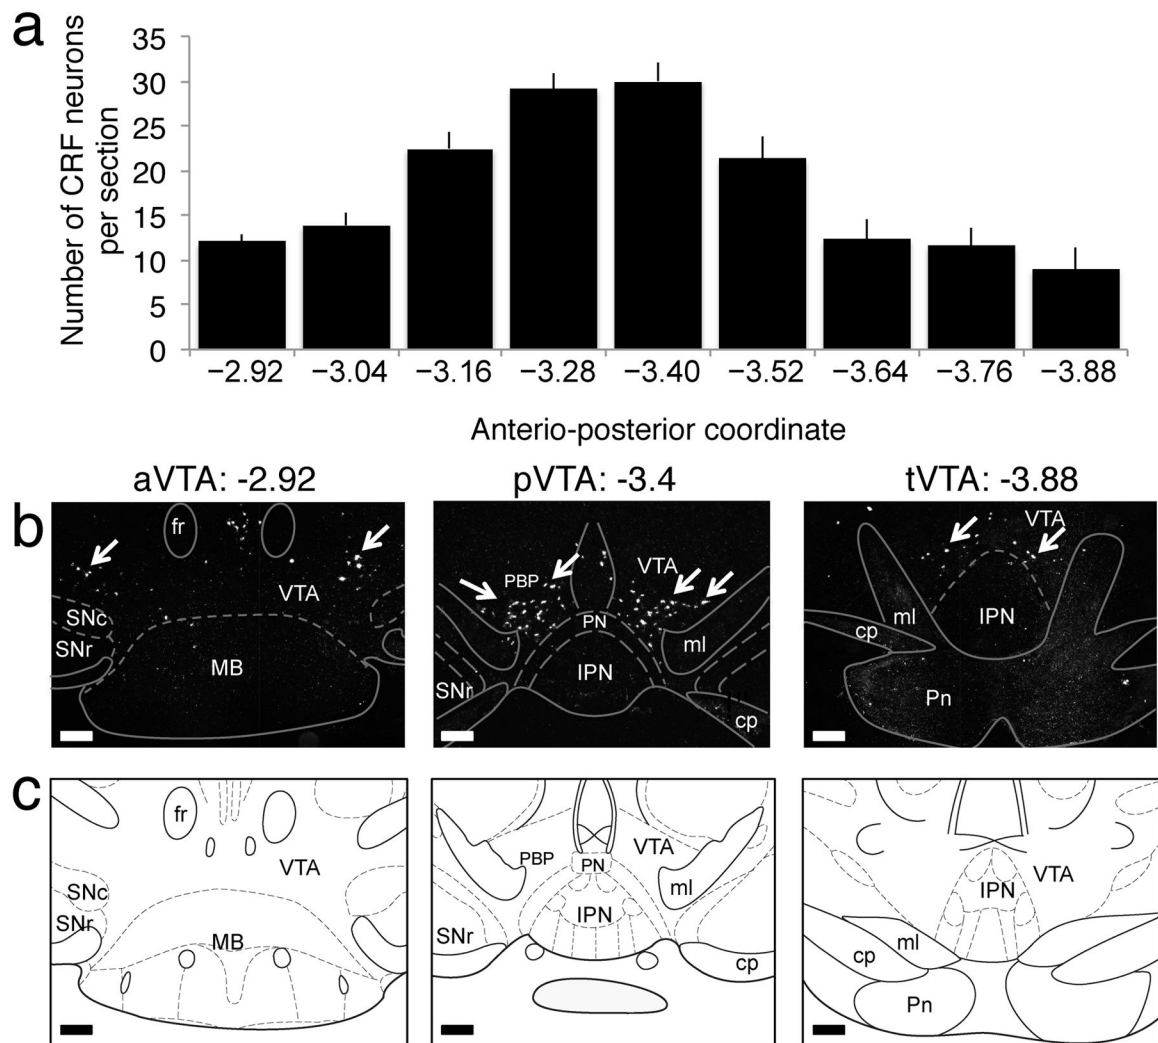 a
35
30
25
20
15
10
5
0
Number of CRF neurons
per section
−2.92 −3.04 −3.16 −3.28 −3.40 −3.52 −3.64 −3.76 −3.88
Anterio-posterior coordinate
aVTA: -2.92 pVTA: -3.4 tVTA: -3.88
b
fr
VTA
SNc
SNr
MB
PBP
VTA
PN
ml
IPN
SNr
cp
VTA
ml
IPN
cp
Pn
c
fr
VTA
SNc
SNr
MB
PBP
VTA
PN
ml
IPN
SNr
cp
IPN
VTA
ml
cp
Pn